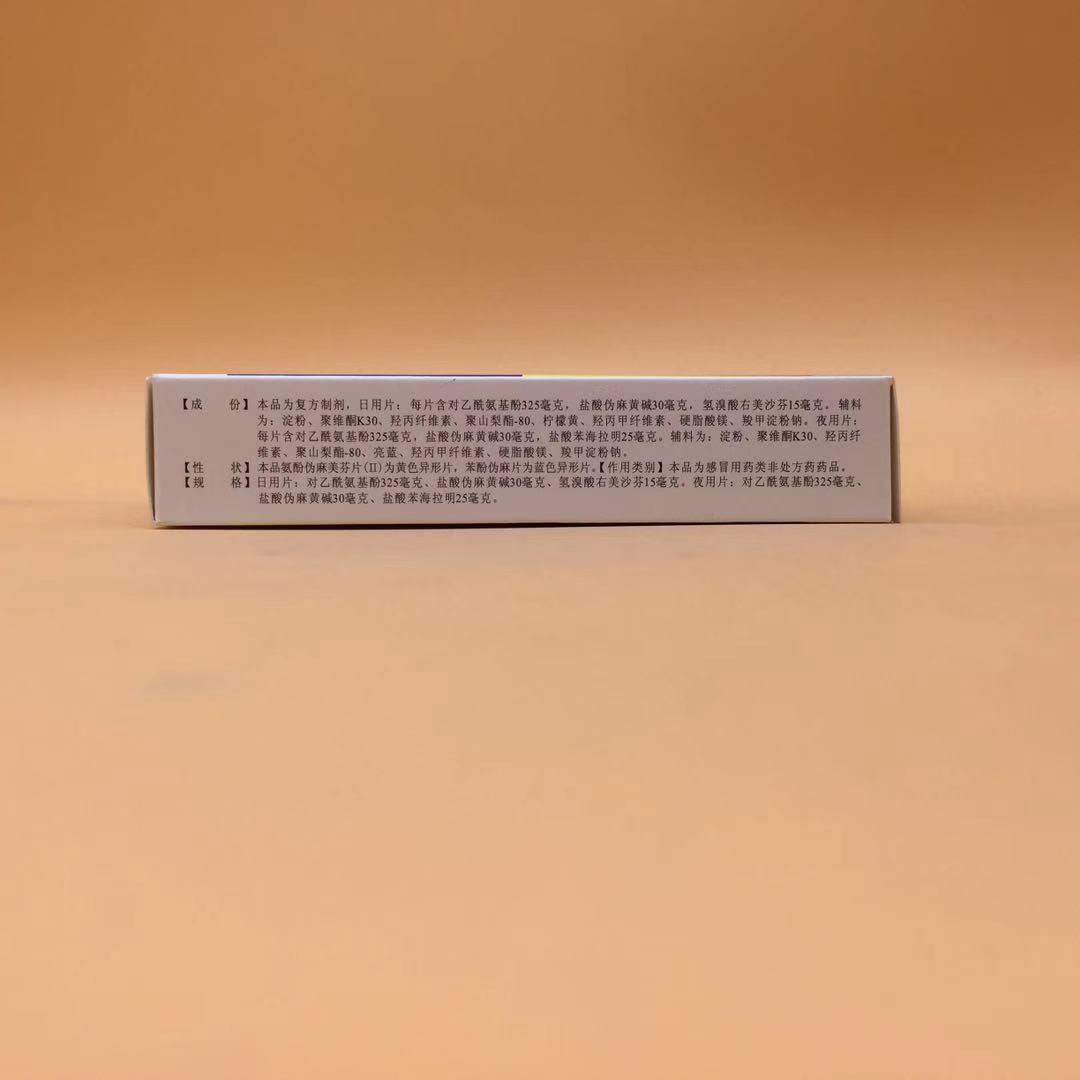 【成　份】本品为复方制剂，日用片：每片含对乙酰氨基酚325毫克，盐酸伪麻黄碱30毫克，氢溴酸右美沙芬15毫克。辅料
为：淀粉、聚维酮K30、羟丙纤维素、聚山梨酯-80、柠檬黄、羟丙甲纤维素、硬脂酸镁、羧甲淀粉钠。夜用片：
每片含对乙酰氨基酚325毫克，盐酸伪麻黄碱30毫克，盐酸苯海拉明25毫克。辅料为：淀粉、聚维酮K30、羟丙纤
维素、聚山梨酯-80、亮蓝、羟丙甲纤维素、硬脂酸镁、羧甲淀粉钠。
【性　状】本品氨酚伪麻美芬片(II)为黄色异形片，苯酚伪麻片为蓝色异形片。【作用类别】本品为感冒用药类非处方药药品。
【规　格】日用片：对乙酰氨基酚325毫克、盐酸伪麻黄碱30毫克、氢溴酸右美沙芬15毫克。夜用片：对乙酰氨基酚325毫克、
盐酸伪麻黄碱30毫克、盐酸苯海拉明25毫克。